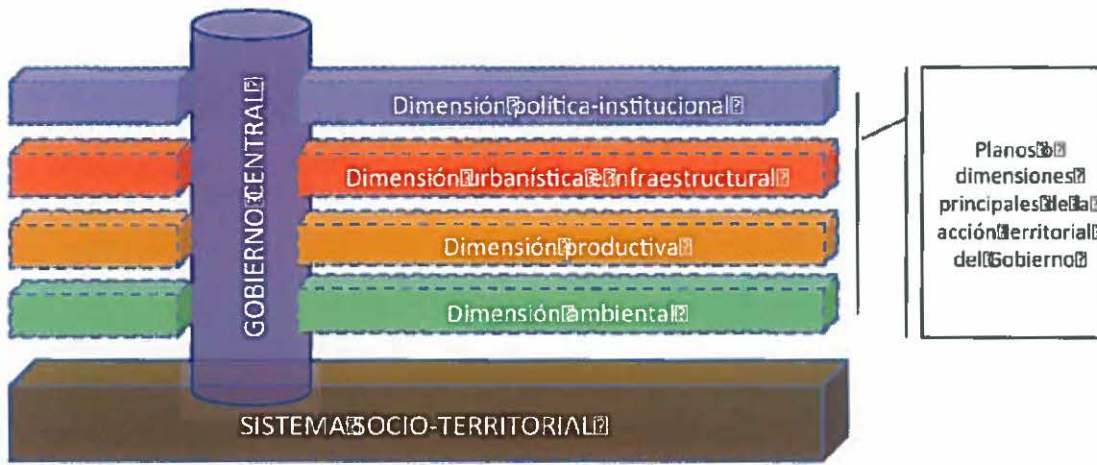 GOBIERNO CENTRAL
Dimensión política-institucional
Dimensión urbanística e infraestructural
Dimensión productiva
Dimensión ambiental
SISTEMA SOCIO-TERRITORIAL
Planos o
dimensiones
principales de la
acción territorial
del Gobierno